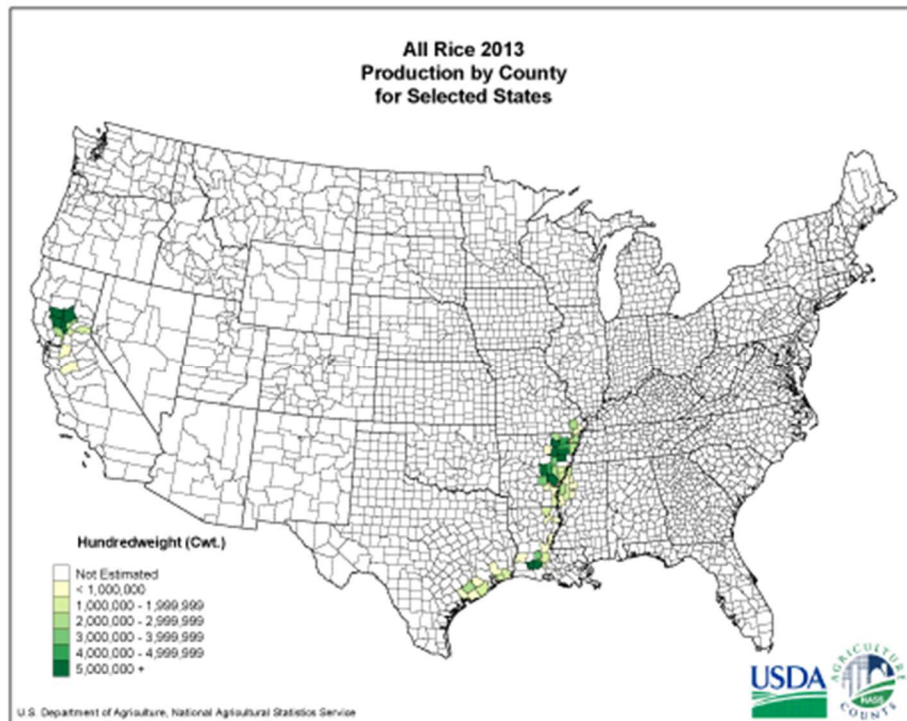 All Rice 2013
Production by County
for Selected States
Hundredweight (Cwt.)
Not Estimated
< 1,000,000
1,000,000 - 1,999,999
2,000,000 - 2,999,999
3,000,000 - 3,999,999
4,000,000 - 4,999,999
5,000,000 +
USDA
AGRICULTURE
NASS
COUNTS
U.S. Department of Agriculture, National Agricultural Statistics Service